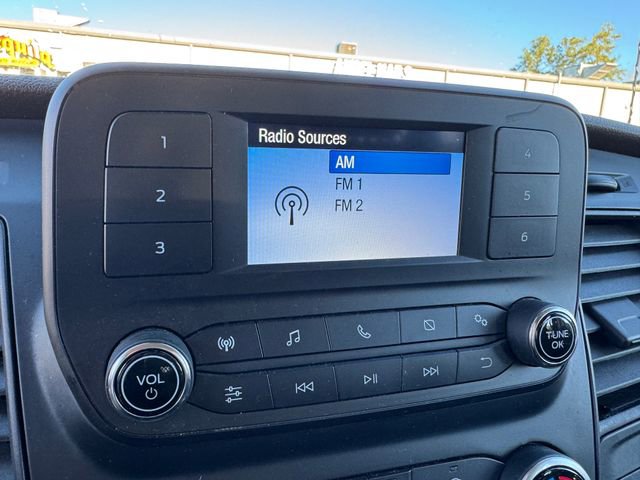 Radio Sources
AM
FM 1
FM 2
1
2
3
4
5
6
VOL
TUNE
OK